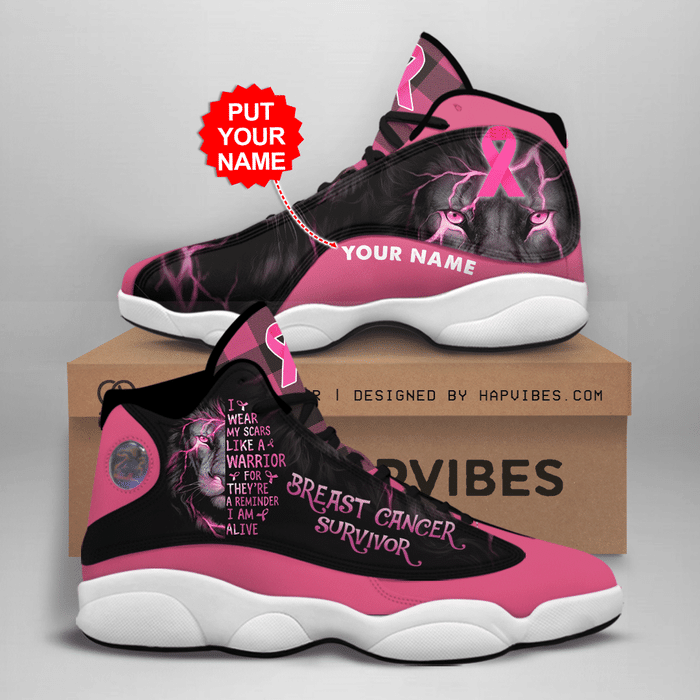 PUT
YOUR
NAME
YOUR NAME
R | DESIGNED BY HAPVIBES.COM
PVIBES
I
WEAR
MY SCARS
LIKE A
WARRIOR
FOR
THEY'RE
A REMINDER
I AM
ALIVE
BREAST CANCER
SURVIVOR